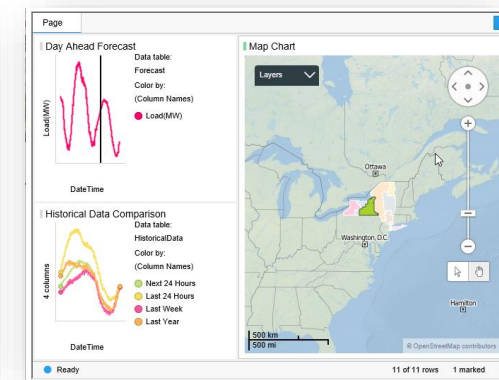 Page
Day Ahead Forecast
Data table:
Forecast
Color by:
(Column Names)
Load(MW)
Load(MW)
DateTime
Historical Data Comparison
Data table:
HistoricalData
Color by:
(Column Names)
Next 24 Hours
Last 24 Hours
Last Week
Last Year
4 columns
DateTime
Map Chart
Layers
Ottawa
Washington, D.C.
Hamilton
500 km
500 mi
© OpenStreetMap contributors
Ready
11 of 11 rows
1 marked